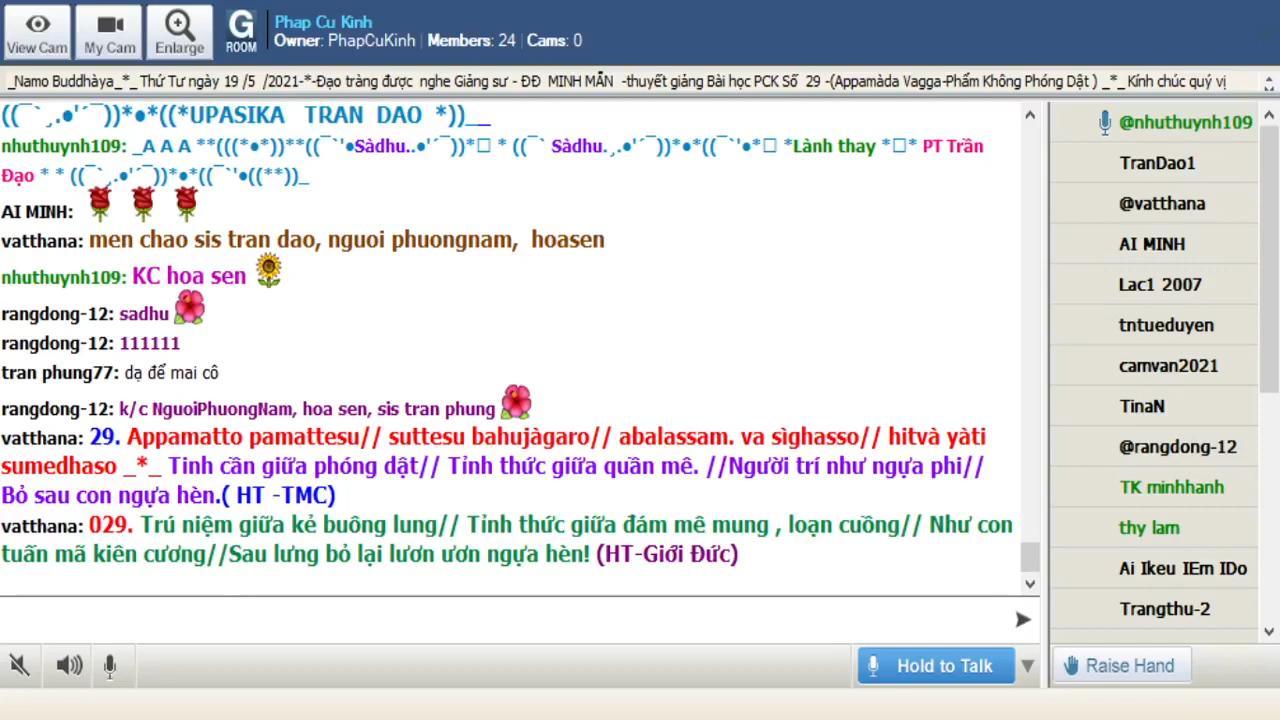 View Cam
My Cam
Enlarge
G
ROOM
Phap Cu Kinh
Owner: PhapCuKinh | Members: 24 | Cams: 0
_Namo Buddhàya_*_ Thứ Tư ngày 19 /5 /2021-*-Đạo tràng được nghe Giảng sư - ĐĐ MINH MẪN -thuyết giảng Bài học PCK Số 29 -(Appamàda Vagga-Phẩm Không Phóng Dật ) _*_Kính chúc quý vị
((¯`¸.●'´¯))*●*((*UPASIKA TRAN DAO *))__
nhuthuynh109: _A A A **(((*●*))**((¯`'●Sàdhu..●'´¯))*□ * ((¯` Sàdhu.¸.●'´¯))*●*((¯`'●*□ *Lành thay *□* PT Trần
Đạo * * ((¯`¸.●'´¯))*●*((¯`'●((**))_
AI MINH:
vatthana: men chao sis tran dao, nguoi phuongnam, hoasen
nhuthuynh109: KC hoa sen
rangdong-12: sadhu
rangdong-12: 111111
tran phung77: dạ để mai cô
rangdong-12: k/c NguoiPhuongNam, hoa sen, sis tran phung
vatthana: 29. Appamatto pamattesu// suttesu bahujàgaro// abalassam. va sìghasso// hitvà yàti
sumedhaso _*_ Tinh cần giữa phóng dật// Tỉnh thức giữa quần mê. //Người trí như ngựa phi//
Bỏ sau con ngựa hèn.( HT -TMC)
vatthana: 029. Trú niệm giữa kẻ buông lung// Tỉnh thức giữa đám mê mung , loạn cuồng// Như con
tuấn mã kiên cương//Sau lưng bỏ lại lươn ươn ngựa hèn! (HT-Giới Đức)
@nhuthuynh109
TranDao1
@vatthana
AI MINH
Lac1 2007
tntueduyen
camvan2021
TinaN
@rangdong-12
TK minhhanh
thy lam
Ai Ikeu IEm IDo
Trangthu-2
Hold to Talk
Raise Hand